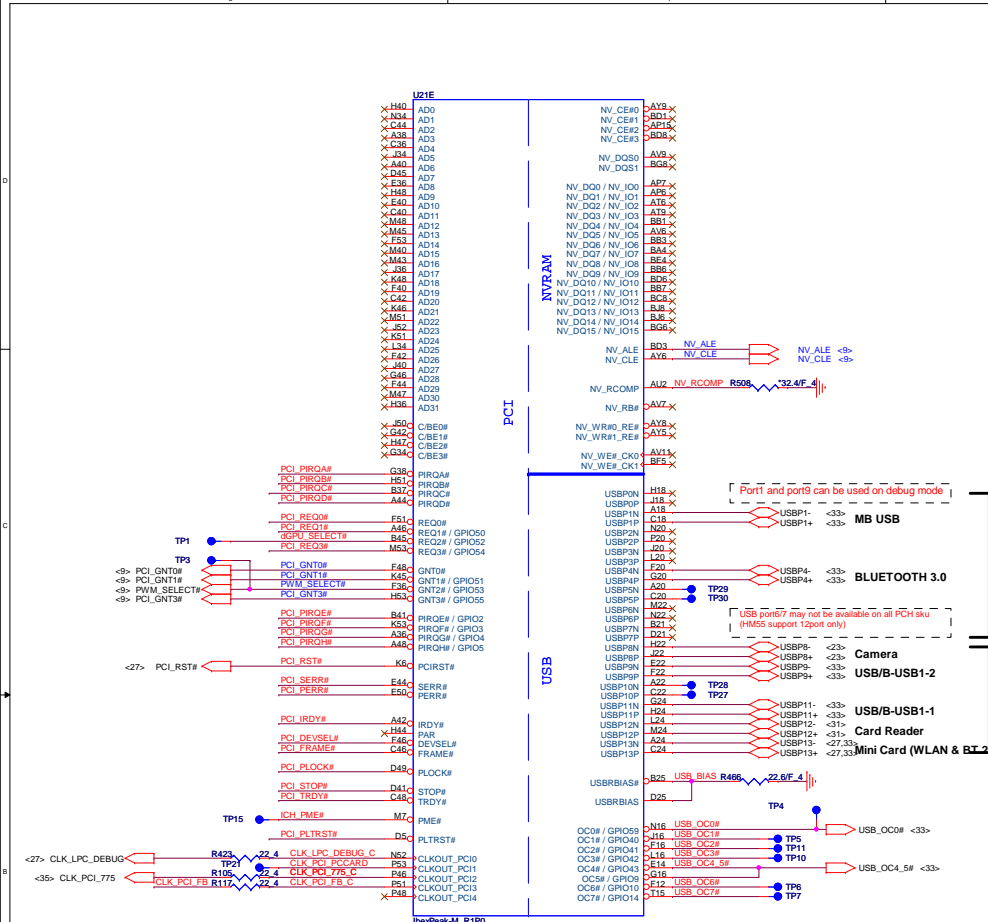 U21E
H40 AD0
N34 AD1
C44 AD2
A38 AD3
C36 AD4
J34 AD5
A40 AD6
D45 AD7
E36 AD8
H48 AD9
E40 AD10
C40 AD11
M48 AD12
M45 AD13
F53 AD14
M40 AD15
M43 AD16
J36 AD17
K48 AD18
F40 AD19
C42 AD20
K46 AD21
M51 AD22
J52 AD23
K51 AD24
L34 AD25
F42 AD26
J40 AD27
G46 AD28
F44 AD29
M47 AD30
H36 AD31
J50 C/BE0#
G42 C/BE1#
H47 C/BE2#
G34 C/BE3#
PCI_PIRQA# G38 PIRQA#
PCI_PIRQB# H51 PIRQB#
PCI_PIRQC# B37 PIRQC#
PCI_PIRQD# A44 PIRQD#
PCI_REQ0# F51 REQ0#
PCI_REQ1# A46 REQ1# / GPIO50
TP1 dGPU_SELECT# B45 REQ2# / GPIO52
PCI_REQ3# M53 REQ3# / GPIO54
TP3
<9> PCI_GNT0# PCI_GNT0# F48 GNT0#
<9> PCI_GNT1# PCI_GNT1# K45 GNT1# / GPIO51
<9> PWM_SELECT# PWM_SELECT# F36 GNT2# / GPIO53
<9> PCI_GNT3# PCI_GNT3# H53 GNT3# / GPIO55
PCI_PIRQE# B41 PIRQE# / GPIO2
PCI_PIRQF# K53 PIRQF# / GPIO3
PCI_PIRQG# A36 PIRQG# / GPIO4
PCI_PIRQH# A48 PIRQH# / GPIO5
<27> PCI_RST# PCI_RST# K6 PCIRST#
PCI_SERR# E44 SERR#
PCI_PERR# E50 PERR#
PCI_IRDY# A42 IRDY#
H44 PAR
PCI_DEVSEL# F46 DEVSEL#
PCI_FRAME# C46 FRAME#
PCI_PLOCK# D49 PLOCK#
PCI_STOP# D41 STOP#
PCI_TRDY# C48 TRDY#
TP15 ICH_PME# M7 PME#
PCI_PLTRST# D5 PLTRST#
<27> CLK_LPC_DEBUG R423 22_4 CLK_LPC_DEBUG_C N52 CLKOUT_PCI0
TP21 CLK_PCI_PCCARD P53 CLKOUT_PCI1
<35> CLK_PCI_775 R105 22_4 CLK_PCI_775_C P46 CLKOUT_PCI2
CLK_PCI_FB R117 22_4 CLK_PCI_FB_C P51 CLKOUT_PCI3
P48 CLKOUT_PCI4
IbexPeak-M_R1P0
PCI
NVRAM
USB
NV_CE#0 AY9
NV_CE#1 BD1
NV_CE#2 AP15
NV_CE#3 BD8
NV_DQS0 AV9
NV_DQS1 BG8
NV_DQ0 / NV_IO0 AP7
NV_DQ1 / NV_IO1 AP6
NV_DQ2 / NV_IO2 AT6
NV_DQ3 / NV_IO3 AT9
NV_DQ4 / NV_IO4 BB1
NV_DQ5 / NV_IO5 AV6
NV_DQ6 / NV_IO6 BB3
NV_DQ7 / NV_IO7 BA4
NV_DQ8 / NV_IO8 BE4
NV_DQ9 / NV_IO9 BB6
NV_DQ10 / NV_IO10 BD6
NV_DQ11 / NV_IO11 BB7
NV_DQ12 / NV_IO12 BC8
NV_DQ13 / NV_IO13 BJ8
NV_DQ14 / NV_IO14 BJ6
NV_DQ15 / NV_IO15 BG6
NV_ALE BD3 NV_ALE NV_ALE <9>
NV_CLE AY6 NV_CLE NV_CLE <9>
NV_RCOMP AU2 NV_RCOMP R508 *32.4/F_4
NV_RB# AV7
NV_WR#0_RE# AY8
NV_WR#1_RE# AY5
NV_WE#_CK0 AV11
NV_WE#_CK1 BF5
Port1 and port9 can be used on debug mode
USBP0N H18
USBP0P J18
USBP1N A18 USBP1- <33>
USBP1P C18 USBP1+ <33>
MB USB
USBP2N N20
USBP2P P20
USBP3N J20
USBP3P L20
USBP4N F20 USBP4- <33>
USBP4P G20 USBP4+ <33>
BLUETOOTH 3.0
USBP5N A20 TP29
USBP5P C20 TP30
USBP6N M22
USBP6P N22
USBP7N B21
USBP7P D21
USB port6/7 may not be available on all PCH sku
(HM55 support 12port only)
USBP8N H22 USBP8- <23>
USBP8P J22 USBP8+ <23>
Camera
USBP9N E22 USBP9- <33>
USBP9P F22 USBP9+ <33>
USB/B-USB1-2
USBP10N A22 TP28
USBP10P C22 TP27
USBP11N G24 USBP11- <33>
USBP11P H24 USBP11+ <33>
USB/B-USB1-1
USBP12N L24 USBP12- <31>
USBP12P M24 USBP12+ <31>
Card Reader
USBP13N A24 USBP13- <27,33>
USBP13P C24 USBP13+ <27,33>
Mini Card (WLAN & BT 2
USBRBIAS# B25 USB_BIAS R466 22.6/F_4
USBRBIAS D25
TP4
OC0# / GPIO59 N16 USB_OC0# USB_OC0# <33>
OC1# / GPIO40 J16 USB_OC1# TP5
OC2# / GPIO41 F16 USB_OC2# TP11
OC3# / GPIO42 L16 USB_OC3# TP10
OC4# / GPIO43 E14 USB_OC4_5# USB_OC4_5# <33>
OC5# / GPIO9 G16
OC6# / GPIO10 F12 USB_OC6# TP6
OC7# / GPIO14 T15 USB_OC7# TP7
D
C
B